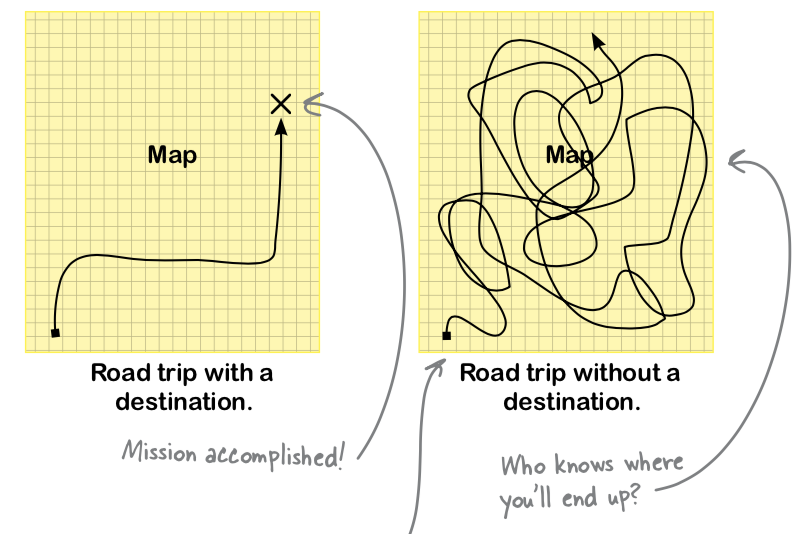 Map
Road trip with a
destination.
Mission accomplished!
Map
Road trip without a
destination.
Who knows where
you'll end up?